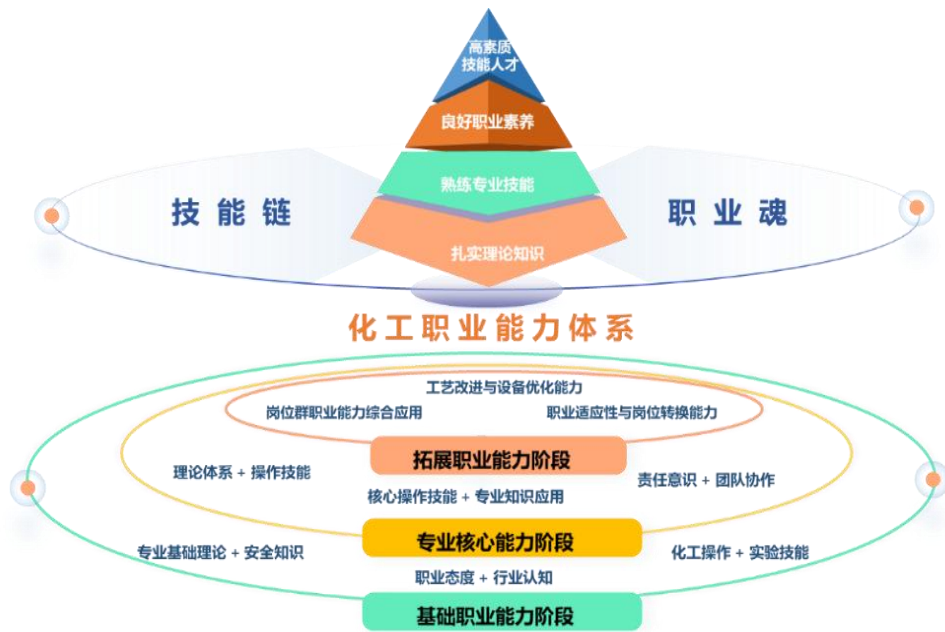 高素质
技能人才
良好职业素养
熟练专业技能
技能链
职业魂
扎实理论知识
化工职业能力体系
工艺改进与设备优化能力
岗位群职业能力综合应用
职业适应性与岗位转换能力
拓展职业能力阶段
理论体系 + 操作技能
责任意识 + 团队协作
核心操作技能 + 专业知识应用
专业核心能力阶段
专业基础理论 + 安全知识
化工操作 + 实验技能
职业态度 + 行业认知
基础职业能力阶段